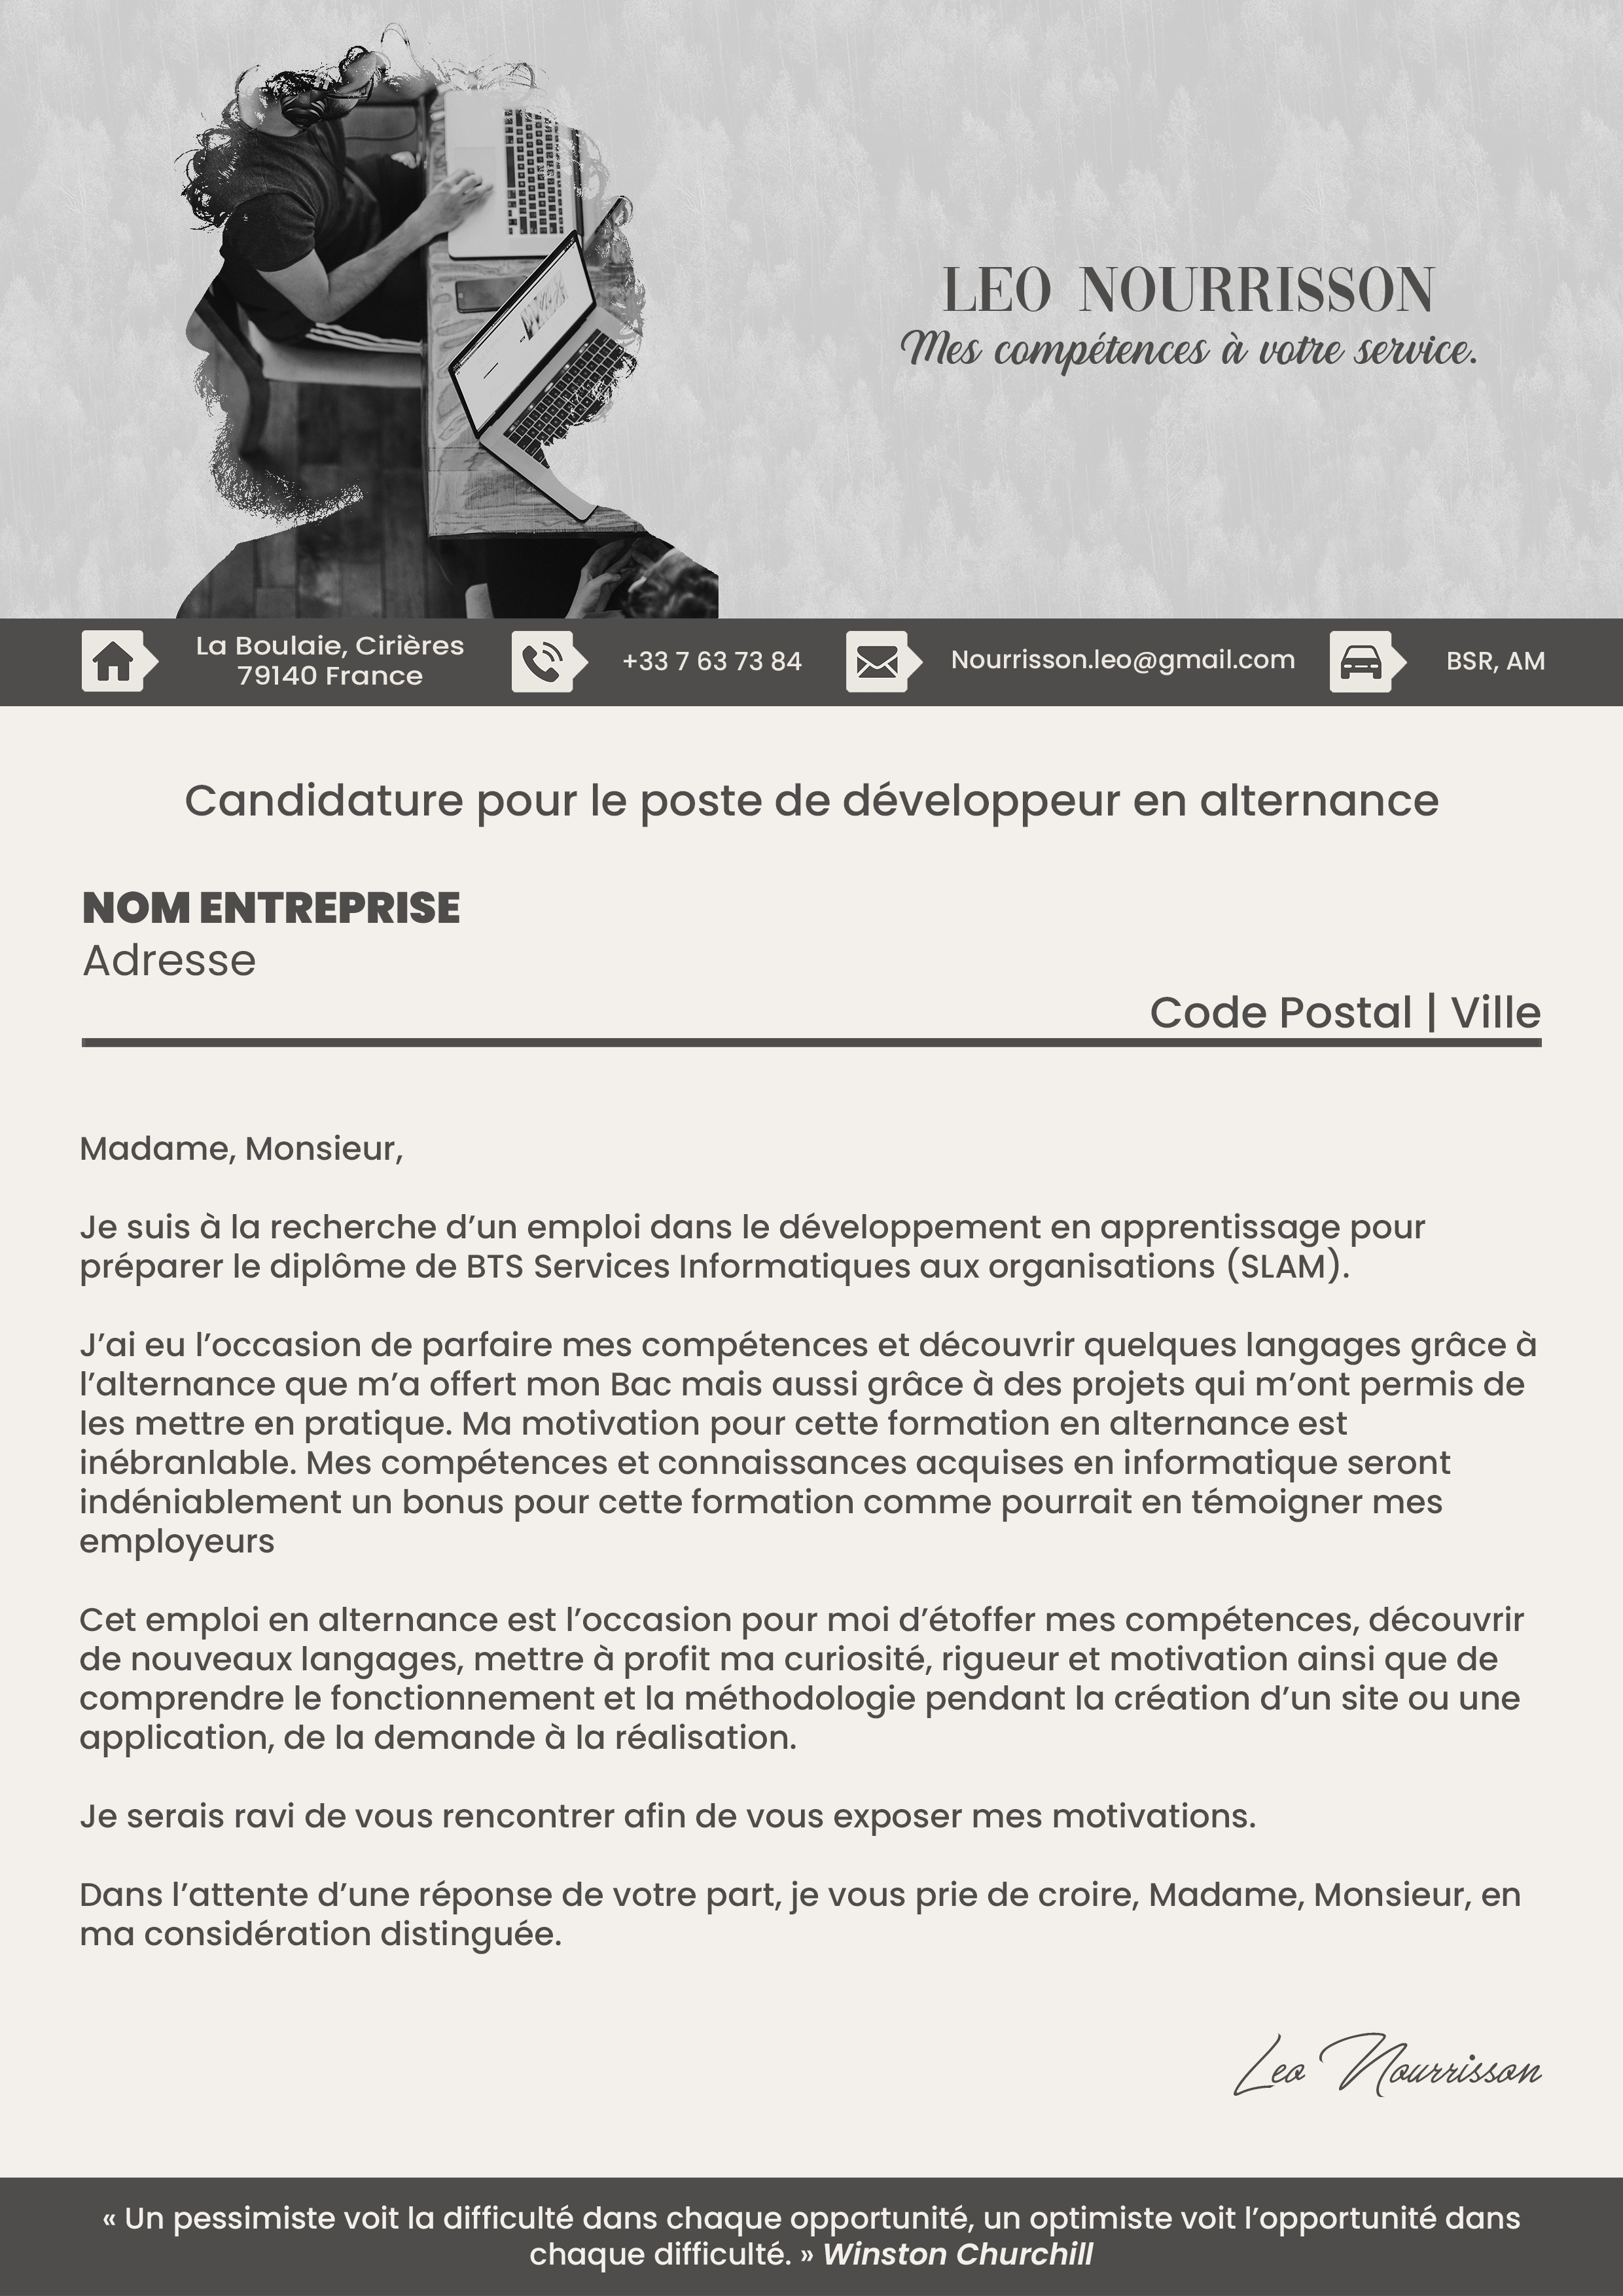 LEO NOURRISSON
Mes compétences à votre service.
La Boulaie, Cirières
79140 France
+33 7 63 73 84
Nourrisson.leo@gmail.com
BSR, AM
Candidature pour le poste de développeur en alternance
NOM ENTREPRISE
Adresse
Code Postal | Ville
Madame, Monsieur,
Je suis à la recherche d’un emploi dans le développement en apprentissage pour
préparer le diplôme de BTS Services Informatiques aux organisations (SLAM).
J’ai eu l’occasion de parfaire mes compétences et découvrir quelques langages grâce à
l’alternance que m’a offert mon Bac mais aussi grâce à des projets qui m’ont permis de
les mettre en pratique. Ma motivation pour cette formation en alternance est
inébranlable. Mes compétences et connaissances acquises en informatique seront
indéniablement un bonus pour cette formation comme pourrait en témoigner mes
employeurs
Cet emploi en alternance est l’occasion pour moi d’étoffer mes compétences, découvrir
de nouveaux langages, mettre à profit ma curiosité, rigueur et motivation ainsi que de
comprendre le fonctionnement et la méthodologie pendant la création d’un site ou une
application, de la demande à la réalisation.
Je serais ravi de vous rencontrer afin de vous exposer mes motivations.
Dans l’attente d’une réponse de votre part, je vous prie de croire, Madame, Monsieur, en
ma considération distinguée.
Leo Nourrisson
« Un pessimiste voit la difficulté dans chaque opportunité, un optimiste voit l’opportunité dans
chaque difficulté. » Winston Churchill